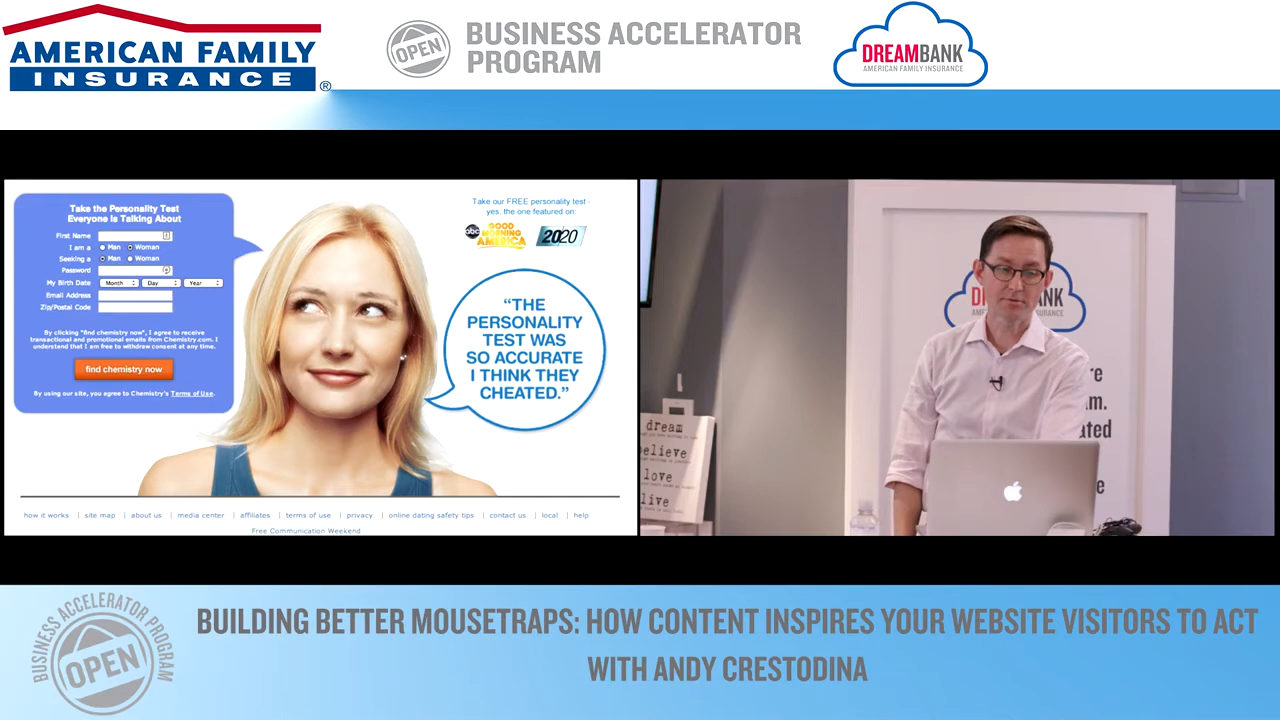 AMERICAN FAMILY
INSURANCE ®
OPEN
BUSINESS ACCELERATOR
PROGRAM
DREAMBANK
AMERICAN FAMILY INSURANCE
Take the Personality Test
Everyone Is Talking About
First Name
I am a Man Woman
Seeking a Man Woman
Password
My Birth Date Month Day Year
Email Address
Zip/Postal Code
By clicking "find chemistry now", I agree to receive
transactional and promotional emails from Chemistry.com. I
understand that I am free to withdraw consent at any time.
find chemistry now
By using our site, you agree to Chemistry's Terms of Use.
Take our FREE personality test -
yes, the one featured on:
abc GOOD
MORNING
AMERICA
20/20
“THE
PERSONALITY
TEST WAS
SO ACCURATE
I THINK THEY
CHEATED.”
how it works | site map | about us | media center | affiliates | terms of use | privacy | online dating safety tips | contact us | local | help
Free Communication Weekend
dream
believe
love
live
BUSINESS ACCELERATOR PROGRAM
OPEN
BUILDING BETTER MOUSETRAPS: HOW CONTENT INSPIRES YOUR WEBSITE VISITORS TO ACT
WITH ANDY CRESTODINA